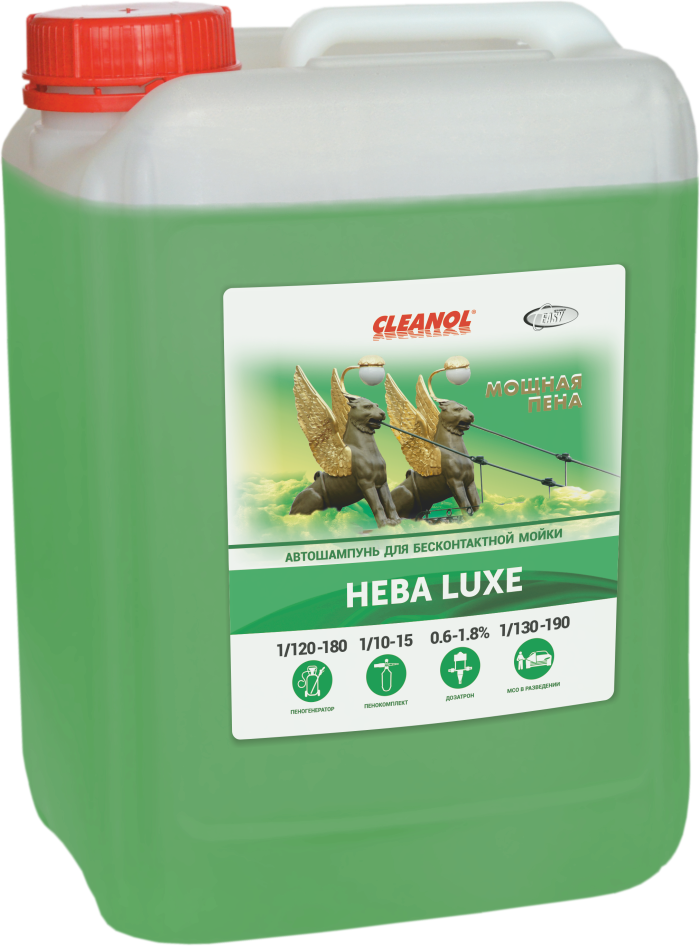 CLEANOL®
EASY
МОЩНАЯ
ПЕНА
АВТОШАМПУНЬ ДЛЯ БЕСКОНТАКТНОЙ МОЙКИ
НЕВА LUXE
1/120-180 1/10-15 0.6-1.8% 1/130-190
ПЕНОГЕНЕРАТОР ПЕНОКОМПЛЕКТ ДОЗАТРОН МСО В РАЗВЕДЕНИИ